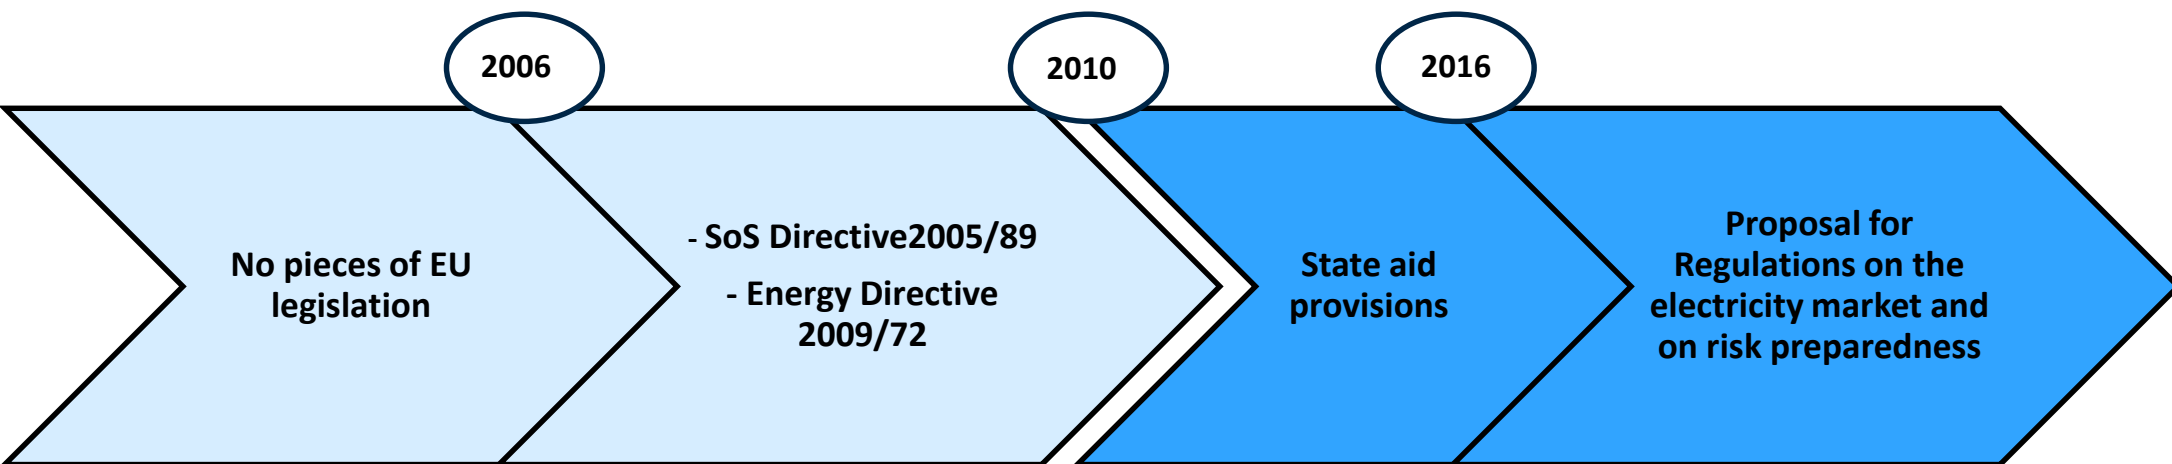 2006
2010
2016
No pieces of EU
legislation
- SoS Directive2005/89
- Energy Directive
2009/72
State aid
provisions
Proposal for
Regulations on the
electricity market and
on risk preparedness